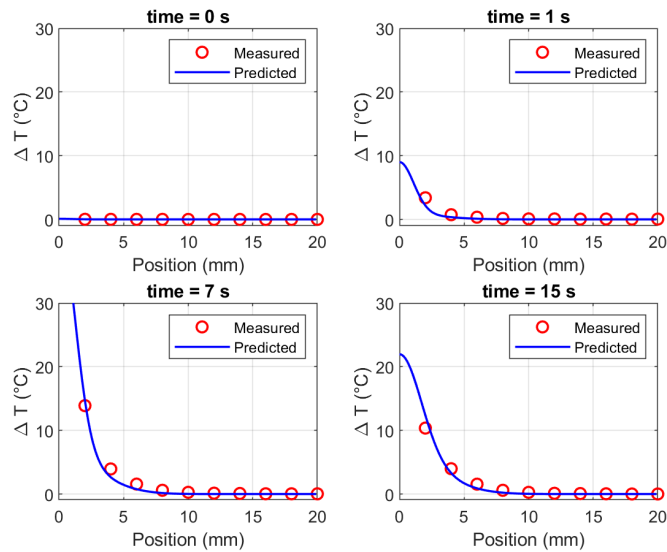 time = 0 s
30
20
10
0
Δ T (°C)
Measured
Predicted
0 5 10 15 20
Position (mm)
time = 1 s
30
20
10
0
Δ T (°C)
Measured
Predicted
0 5 10 15 20
Position (mm)
time = 7 s
30
20
10
0
Δ T (°C)
Measured
Predicted
0 5 10 15 20
Position (mm)
time = 15 s
30
20
10
0
Δ T (°C)
Measured
Predicted
0 5 10 15 20
Position (mm)